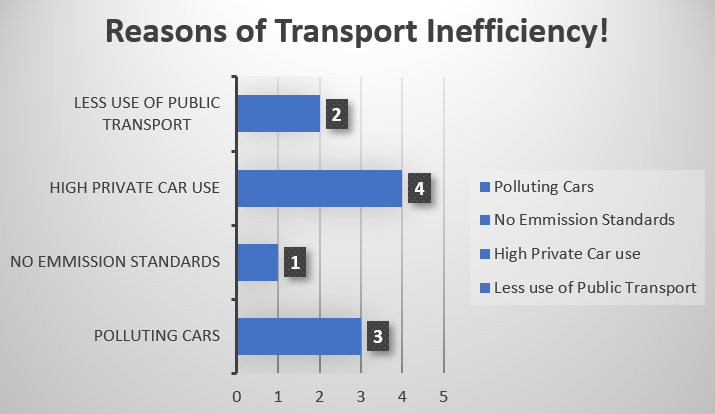 Reasons of Transport Inefficiency!
LESS USE OF PUBLIC
TRANSPORT
2
HIGH PRIVATE CAR USE
4
NO EMMISSION STANDARDS
1
POLLUTING CARS
3
0 1 2 3 4 5
Polluting Cars
No Emmission Standards
High Private Car use
Less use of Public Transport